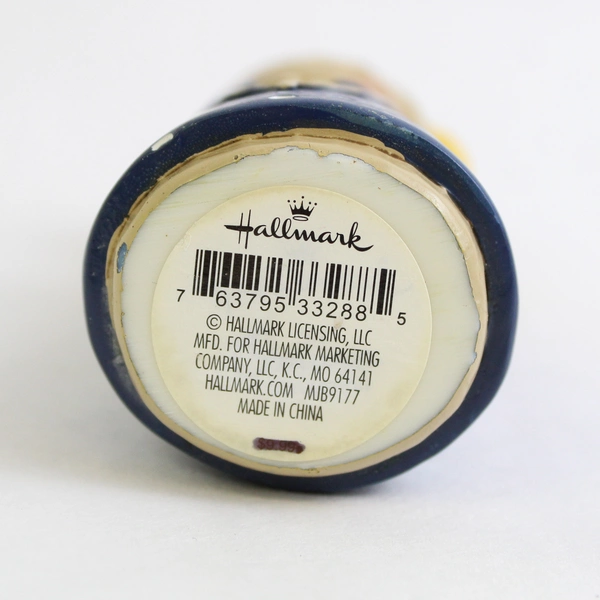 Hallmark
7 63795 33288 5
© HALLMARK LICENSING, LLC
MFD. FOR HALLMARK MARKETING
COMPANY, LLC, K.C., MO 64141
HALLMARK.COM MJB9177
MADE IN CHINA